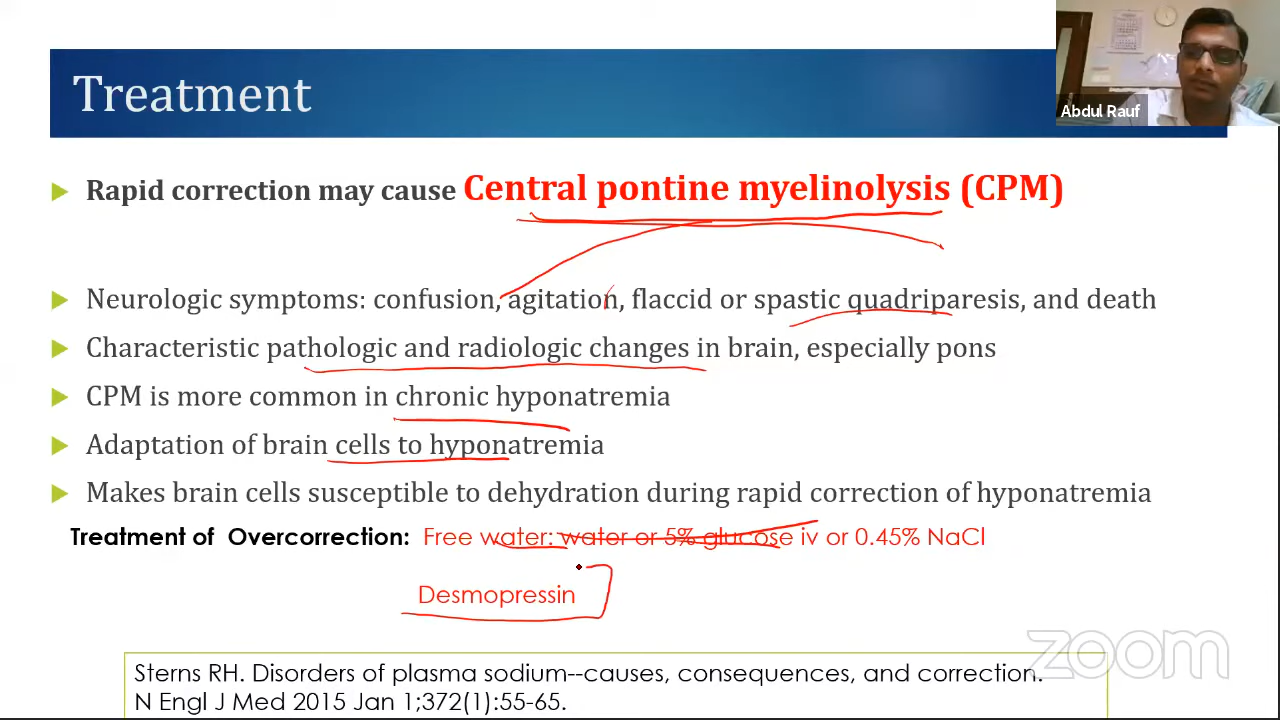 Treatment
Abdul Rauf
Rapid correction may cause Central pontine myelinolysis (CPM)
Neurologic symptoms: confusion, agitation, flaccid or spastic quadriparesis, and death
Characteristic pathologic and radiologic changes in brain, especially pons
CPM is more common in chronic hyponatremia
Adaptation of brain cells to hyponatremia
Makes brain cells susceptible to dehydration during rapid correction of hyponatremia
Treatment of Overcorrection: Free water: water or 5% glucose iv or 0.45% NaCl
Desmopressin
zoom
Sterns RH. Disorders of plasma sodium--causes, consequences, and correction.
N Engl J Med 2015 Jan 1;372(1):55-65.